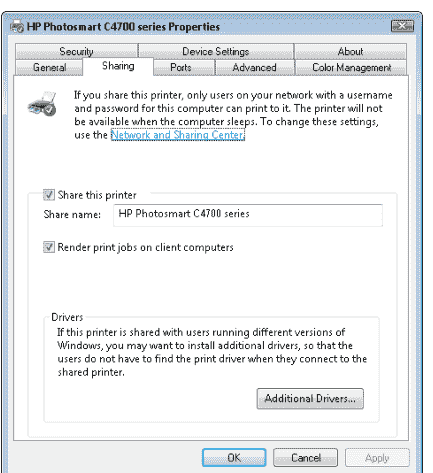 HP Photosmart C4700 series Properties
Security Device Settings About
General Sharing Ports Advanced Color Management
If you share this printer, only users on your network with a username
and password for this computer can print to it. The printer will not
be available when the computer sleeps. To change these settings,
use the Network and Sharing Center.
Share this printer
Share name: HP Photosmart C4700 series
Render print jobs on client computers
Drivers
If this printer is shared with users running different versions of
Windows, you may want to install additional drivers, so that the
users do not have to find the print driver when they connect to the
shared printer.
Additional Drivers...
OK Cancel Apply